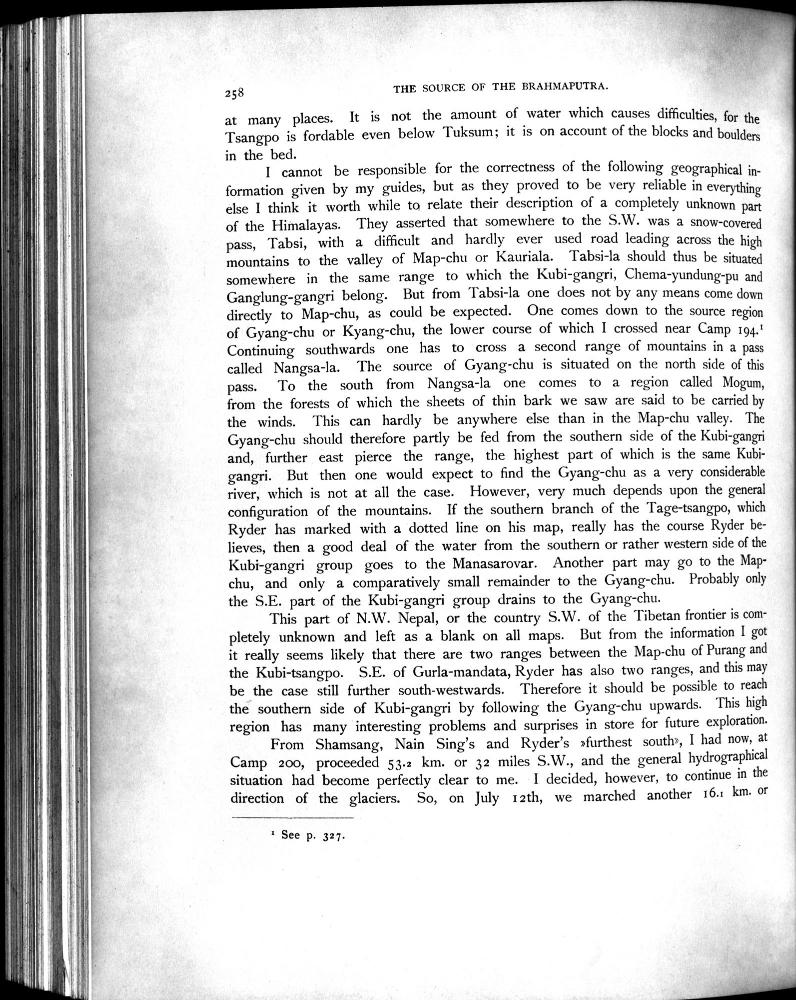 258
THE SOURCE OF THE BRAHMAPUTRA.
at many places. It is not the amount of water which causes difficulties, for the
Tsangpo is fordable even below Tuksum; it is on account of the blocks and boulders
in the bed.
I cannot be responsible for the correctness of the following geographical in-
formation given by my guides, but as they proved to be very reliable in everything
else I think it worth while to relate their description of a completely unknown part
of the Himalayas. They asserted that somewhere to the S.W. was a snow-covered
pass, Tabsi, with a difficult and hardly ever used road leading across the high
mountains to the valley of Map-chu or Kauriala. Tabsi-la should thus be situated
somewhere in the same range to which the Kubi-gangri, Chema-yundung-pu and
Ganglung-gangri belong. But from Tabsi-la one does not by any means come down
directly to Map-chu, as could be expected. One comes down to the source region
of Gyang-chu or Kyang-chu, the lower course of which I crossed near Camp 194.¹
Continuing southwards one has to cross a second range of mountains in a pass
called Nangsa-la. The source of Gyang-chu is situated on the north side of this
pass. To the south from Nangsa-la one comes to a region called Mogum,
from the forests of which the sheets of thin bark we saw are said to be carried by
the winds. This can hardly be anywhere else than in the Map-chu valley. The
Gyang-chu should therefore partly be fed from the southern side of the Kubi-gangri
and, further east pierce the range, the highest part of which is the same Kubi-
gangri. But then one would expect to find the Gyang-chu as a very considerable
river, which is not at all the case. However, very much depends upon the general
configuration of the mountains. If the southern branch of the Tage-tsangpo, which
Ryder has marked with a dotted line on his map, really has the course Ryder be-
lieves, then a good deal of the water from the southern or rather western side of the
Kubi-gangri group goes to the Manasarovar. Another part may go to the Map-
chu, and only a comparatively small remainder to the Gyang-chu. Probably only
the S.E. part of the Kubi-gangri group drains to the Gyang-chu.
This part of N.W. Nepal, or the country S.W. of the Tibetan frontier is com-
pletely unknown and left as a blank on all maps. But from the information I got
it really seems likely that there are two ranges between the Map-chu of Purang and
the Kubi-tsangpo. S.E. of Gurla-mandata, Ryder has also two ranges, and this may
be the case still further south-westwards. Therefore it should be possible to reach
the southern side of Kubi-gangri by following the Gyang-chu upwards. This high
region has many interesting problems and surprises in store for future exploration.
From Shamsang, Nain Sing's and Ryder's »furthest south», I had now, at
Camp 200, proceeded 53.2 km. or 32 miles S.W., and the general hydrographical
situation had become perfectly clear to me. I decided, however, to continue in the
direction of the glaciers. So, on July 12th, we marched another 16.1 km. or
¹ See p. 327.